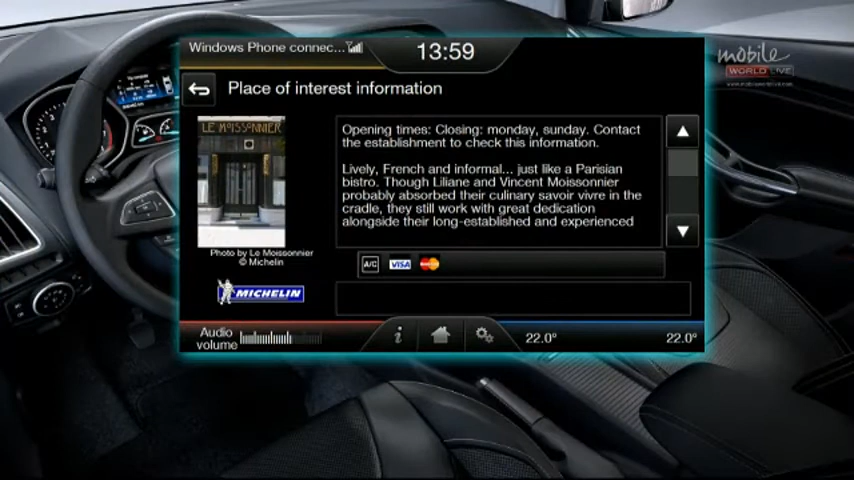 Windows Phone connec...
13:59
mobile
WORLD LIVE
Place of interest information
LE MOISSONNIER
Opening times: Closing: monday, sunday. Contact
the establishment to check this information.
Lively, French and informal... just like a Parisian
bistro. Though Liliane and Vincent Moissonnier
probably absorbed their culinary savoir vivre in the
cradle, they still work with great dedication
alongside their long-established and experienced
Photo by Le Moissonnier
© Michelin
A/C VISA
MICHELIN
Audio
volume
i
22.0°
22.0°